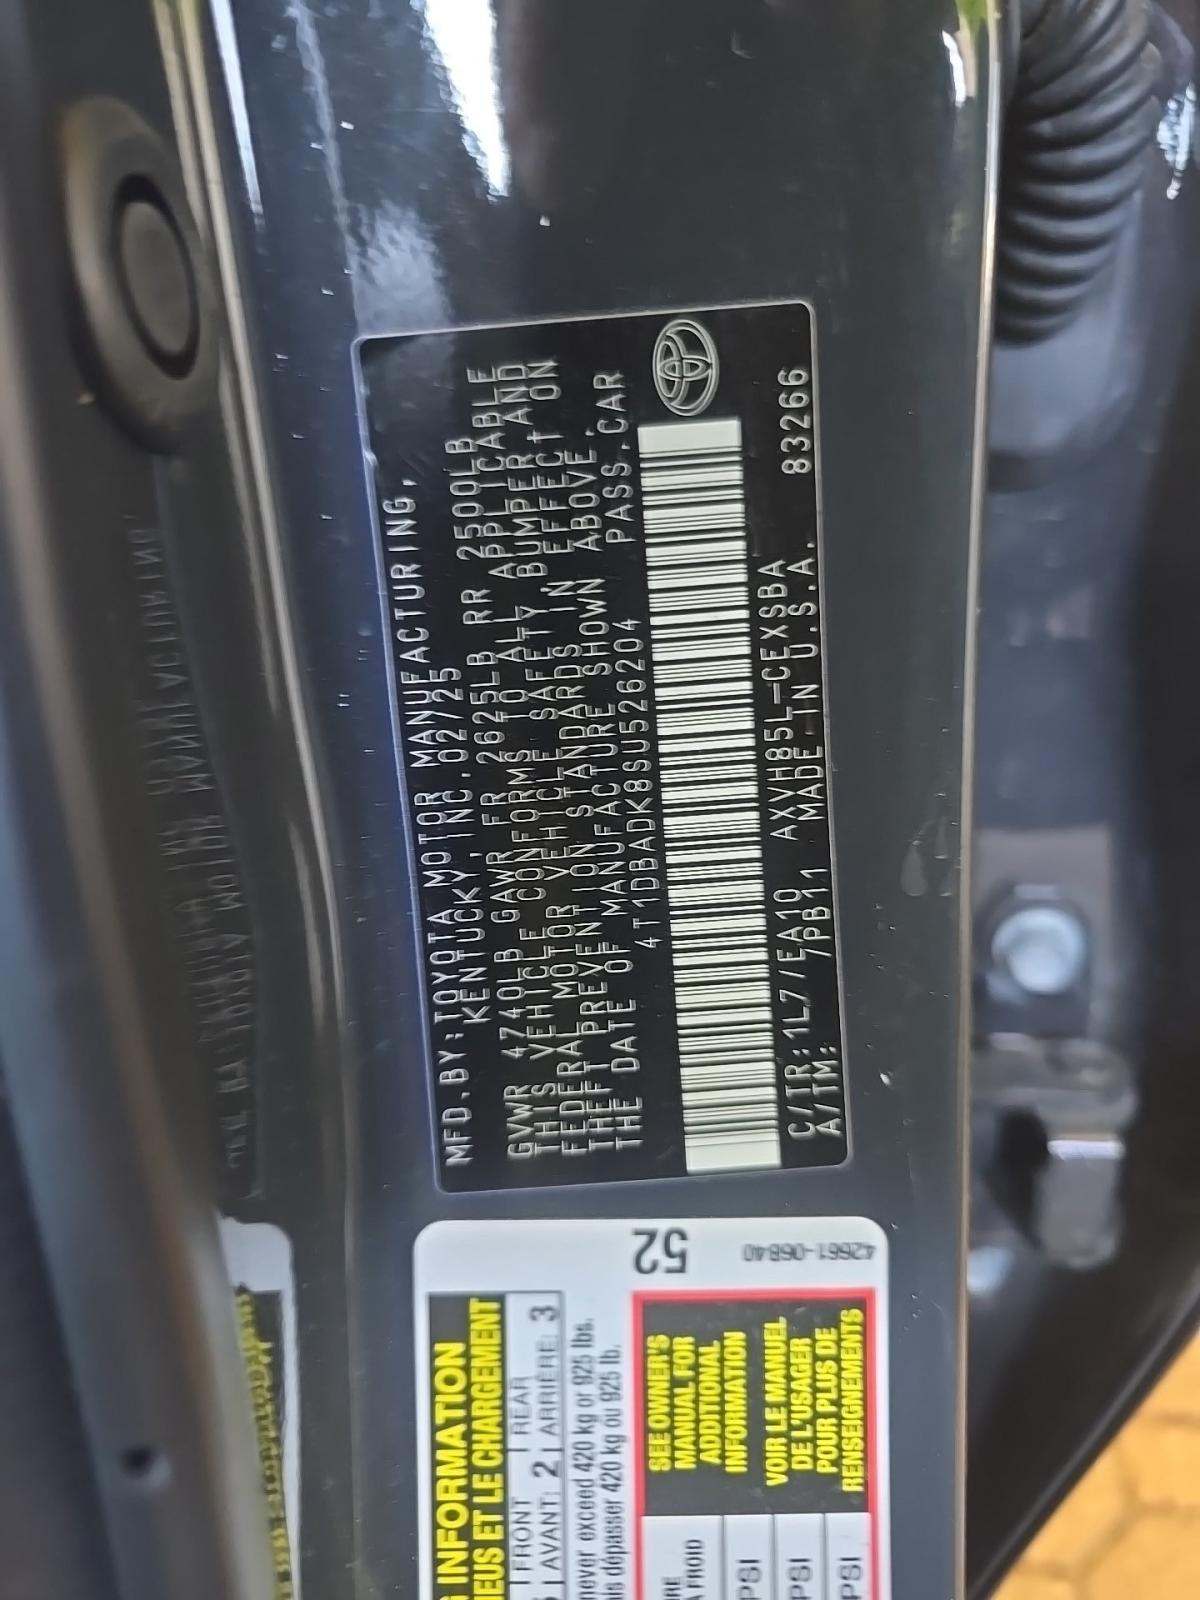 MFD.BY:TOYOTA MOTOR MANUFACTURING,
KENTUCKY,INC.02/25
GVWR 4740LB GAWR FR 2625LB RR 2500LB
THIS VEHICLE CONFORMS TO ALL APPLICABLE
FEDERAL MOTOR VEHICLE SAFETY BUMPER AND
THEFT PREVENTION STANDARDS IN EFFECT ON
THE DATE OF MANUFACTURE SHOWN ABOVE.
4T1DBADK8SU526204 PASS.CAR
C/TR:1L7/EA10 AXVH85L-CEXSBA
A/TM: 7PB11 MADE IN U.S.A. 83266
52
42661-06B40
INFORMATION
ET LE CHARGEMENT
FRONT REAR
AVANT: 2 ARRIÈRE: 3
never exceed 420 kg or 925 lbs.
dépasser 420 kg ou 925 lb.
SEE OWNER'S
MANUAL FOR
ADDITIONAL
INFORMATION
VOIR LE MANUEL
DE L'USAGER
POUR PLUS DE
RENSEIGNEMENTS
FROID
PSI
PSI
PSI